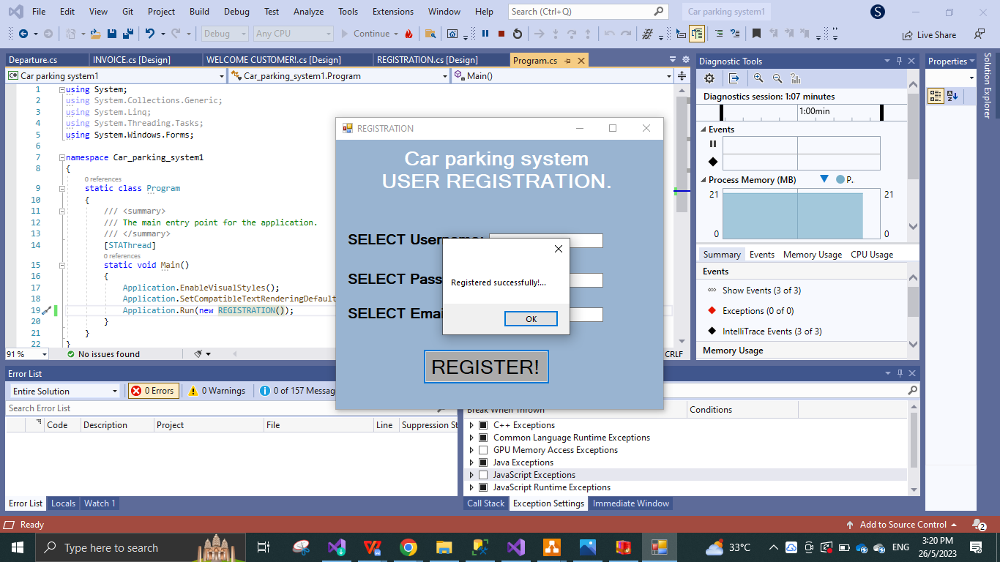 File Edit View Git Project Build Debug Test Analyze Tools Extensions Window Help Search (Ctrl+Q) Car parking system1 S
Debug Any CPU Continue Live Share
Departure.cs INVOICE.cs [Design] WELCOME CUSTOMER!.cs [Design] REGISTRATION.cs [Design] Program.cs
C# Car parking system1 Car_parking_system1.Program Main()
1 using System;
2 using System.Collections.Generic;
3 using System.Linq;
4 using System.Threading.Tasks;
5 using System.Windows.Forms;
6
7 namespace Car_parking_system1
8 {
0 references
9 static class Program
10 {
11 /// <summary>
12 /// The main entry point for the application.
13 /// </summary>
14 [STAThread]
0 references
15 static void Main()
16 {
17 Application.EnableVisualStyles();
18 Application.SetCompatibleTextRenderingDefault
19 Application.Run(new REGISTRATION());
20 }
21 }
22 }
91 % No issues found CRLF
REGISTRATION
Car parking system
USER REGISTRATION.
SELECT Username:
SELECT Pass
SELECT Emai
Registered successfully!...
OK
REGISTER!
Diagnostic Tools
Diagnostics session: 1:07 minutes
1:00min
Events
Process Memory (MB) P..
21 21
0 0
Summary Events Memory Usage CPU Usage
Events
Show Events (3 of 3)
Exceptions (0 of 0)
IntelliTrace Events (3 of 3)
Memory Usage
Properties
Solution Explorer
Error List
Entire Solution 0 Errors 0 Warnings 0 of 157 Messag
Search Error List
Code Description Project File Line Suppression St
Break When Thrown Conditions
C++ Exceptions
Common Language Runtime Exceptions
GPU Memory Access Exceptions
Java Exceptions
JavaScript Exceptions
JavaScript Runtime Exceptions
Error List Locals Watch 1 Call Stack Exception Settings Immediate Window
Ready Add to Source Control 2
Type here to search 33°C ENG 3:20 PM
26/5/2023